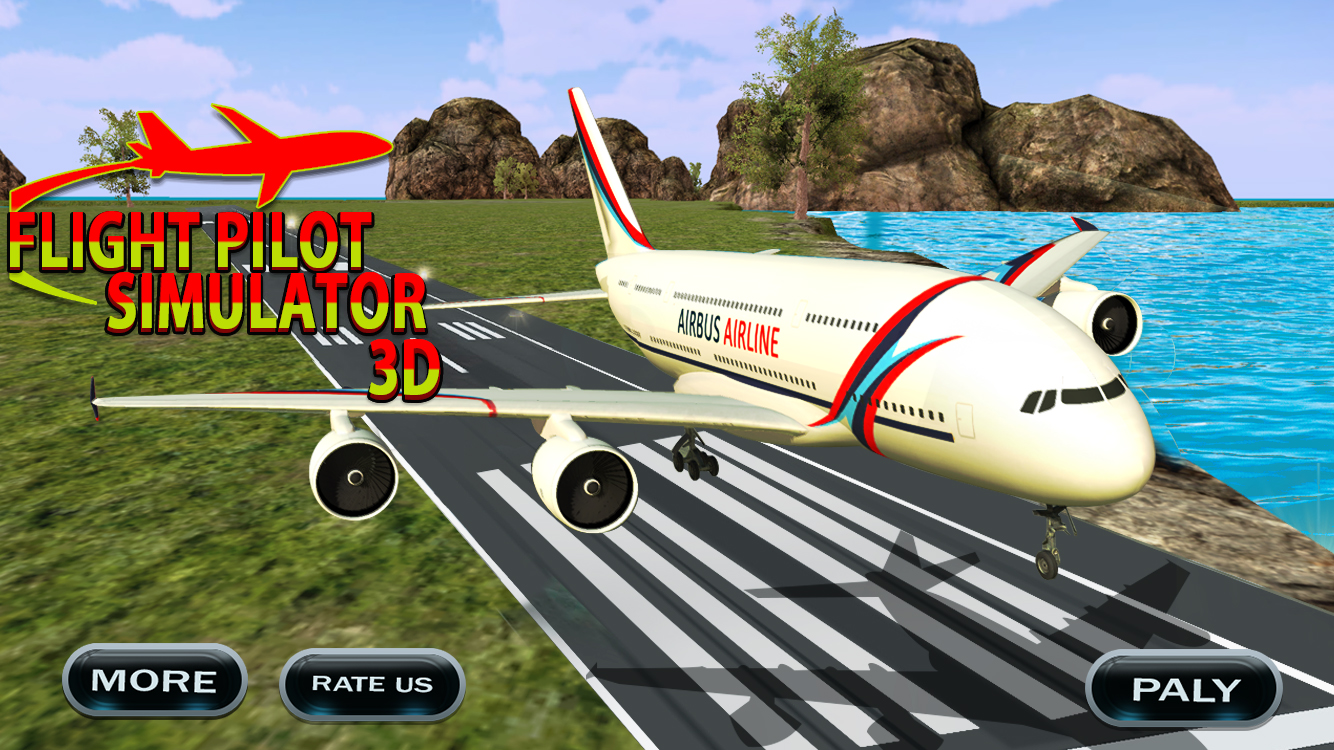 FLIGHT PILOT
SIMULATOR
3D
AIRBUS AIRLINE
MORE
RATE US
PALY